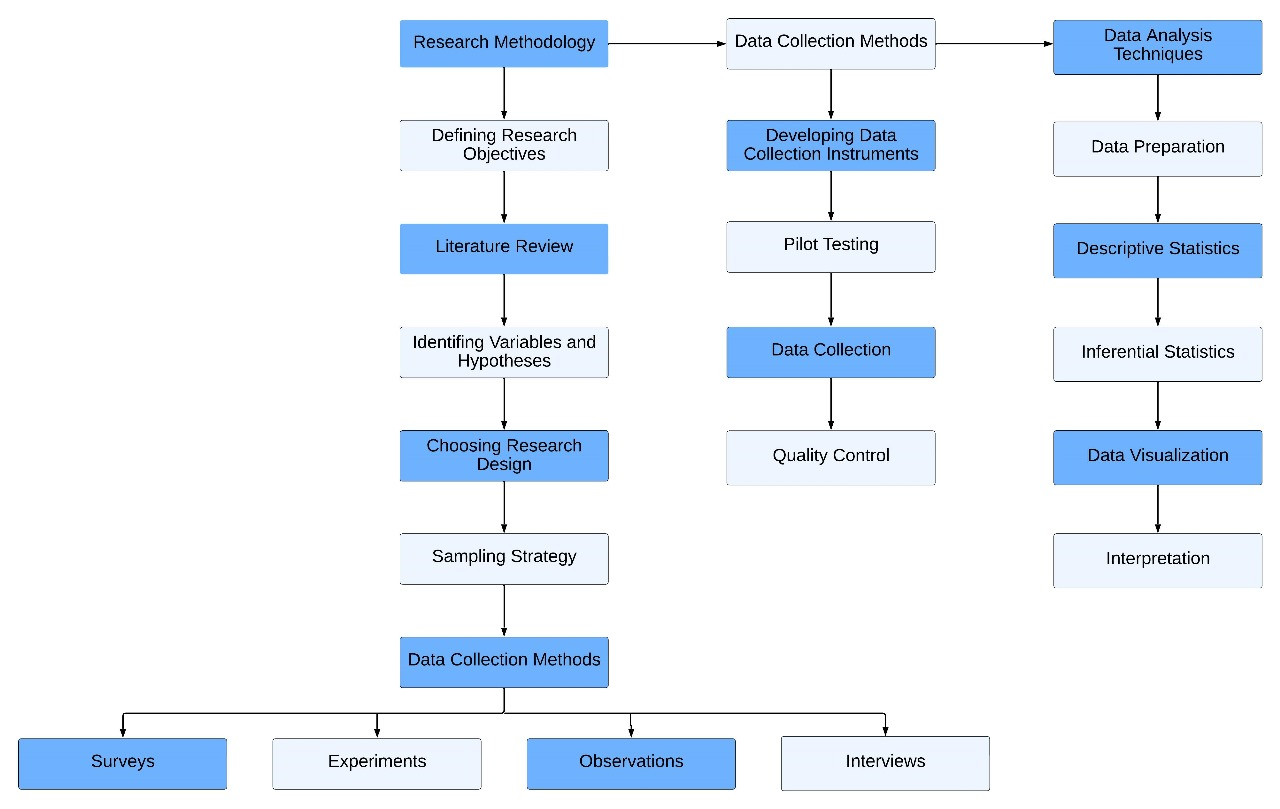 Research Methodology
Data Collection Methods
Data Analysis
Techniques
Defining Research
Objectives
Developing Data
Collection Instruments
Data Preparation
Literature Review
Pilot Testing
Descriptive Statistics
Identifing Variables and
Hypotheses
Data Collection
Inferential Statistics
Choosing Research
Design
Quality Control
Data Visualization
Sampling Strategy
Interpretation
Data Collection Methods
Surveys
Experiments
Observations
Interviews